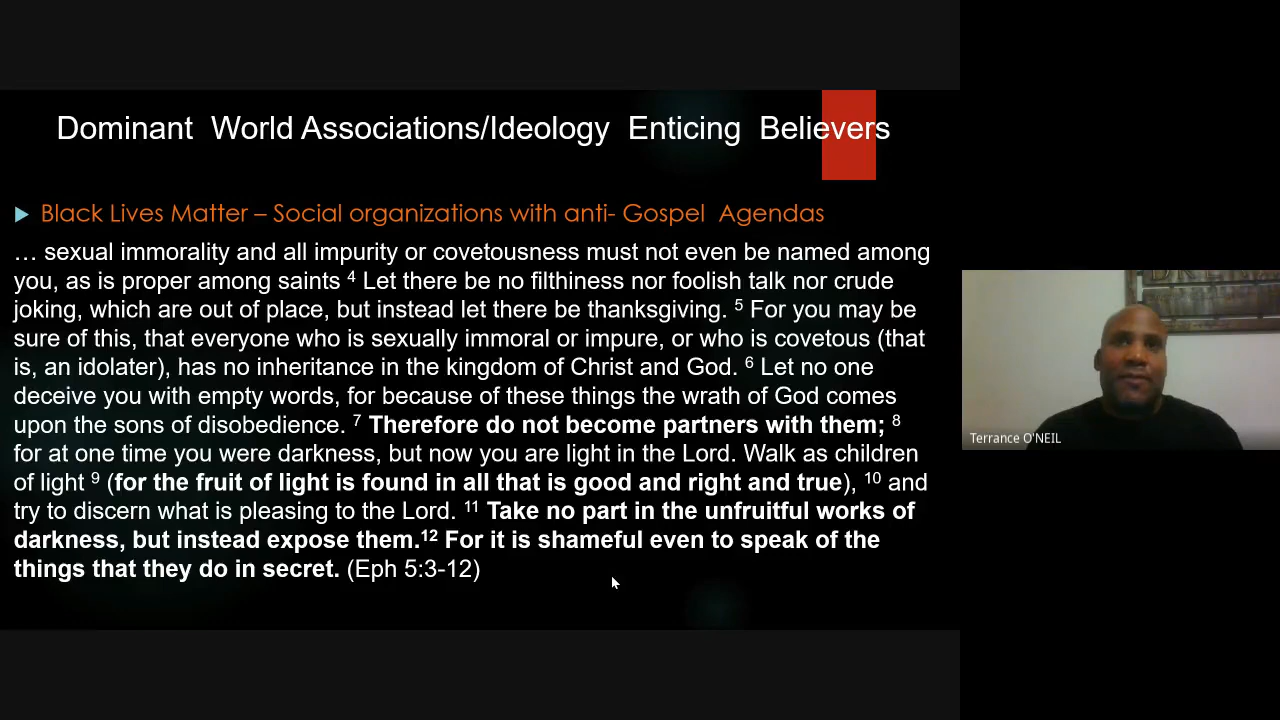 Dominant World Associations/Ideology Enticing Believers
Black Lives Matter – Social organizations with anti- Gospel Agendas
… sexual immorality and all impurity or covetousness must not even be named among
you, as is proper among saints ⁴ Let there be no filthiness nor foolish talk nor crude
joking, which are out of place, but instead let there be thanksgiving. ⁵ For you may be
sure of this, that everyone who is sexually immoral or impure, or who is covetous (that
is, an idolater), has no inheritance in the kingdom of Christ and God. ⁶ Let no one
deceive you with empty words, for because of these things the wrath of God comes
upon the sons of disobedience. ⁷ Therefore do not become partners with them; ⁸
for at one time you were darkness, but now you are light in the Lord. Walk as children
of light ⁹ (for the fruit of light is found in all that is good and right and true), ¹⁰ and
try to discern what is pleasing to the Lord. ¹¹ Take no part in the unfruitful works of
darkness, but instead expose them.¹² For it is shameful even to speak of the
things that they do in secret. (Eph 5:3-12)
Terrance O'NEIL